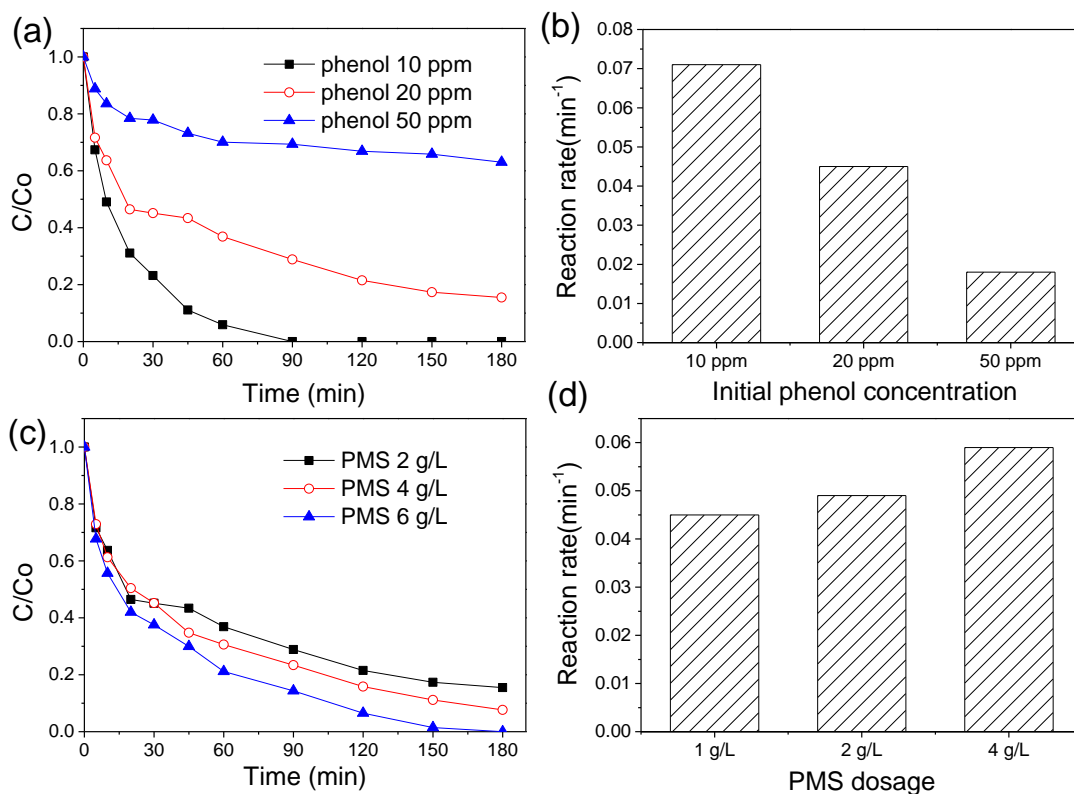 (a)
phenol 10 ppm
phenol 20 ppm
phenol 50 ppm
1.0
0.8
0.6
0.4
0.2
0.0
C/Co
0 30 60 90 120 150 180
Time (min)
(b)
0.08
0.07
0.06
0.05
0.04
0.03
0.02
0.01
0.00
Reaction rate(min⁻¹)
10 ppm 20 ppm 50 ppm
Initial phenol concentration
(c)
PMS 2 g/L
PMS 4 g/L
PMS 6 g/L
1.0
0.8
0.6
0.4
0.2
0.0
C/Co
0 30 60 90 120 150 180
Time (min)
(d)
0.06
0.05
0.04
0.03
0.02
0.01
0.00
Reaction rate(min⁻¹)
1 g/L 2 g/L 4 g/L
PMS dosage